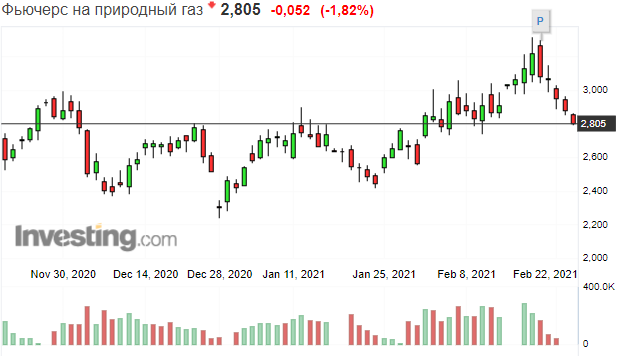 Фьючерс на природный газ 2,805 -0,052 (-1,82%)
P
3,000
2,805
2,600
2,400
2,200
2,000
Investing.com
Nov 30, 2020 Dec 14, 2020 Dec 28, 2020 Jan 11, 2021 Jan 25, 2021 Feb 8, 2021 Feb 22, 2021
400.0K
0